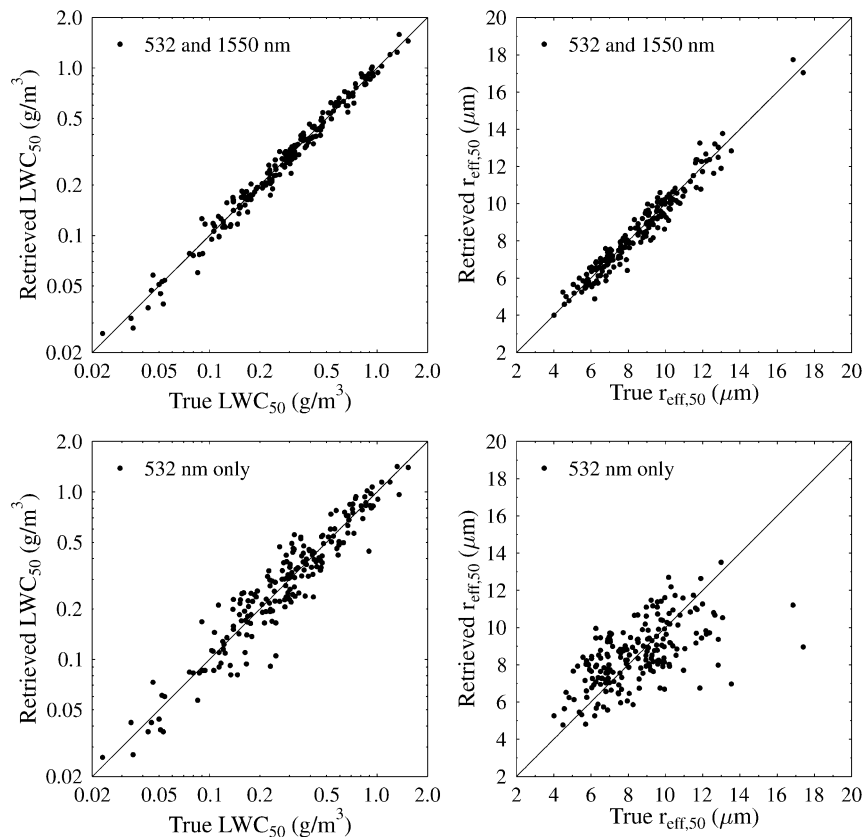 2.0
1.0
0.5
0.2
0.1
0.05
0.02
Retrieved LWC50 (g/m3)
532 and 1550 nm
0.02 0.05 0.1 0.2 0.5 1.0 2.0
True LWC50 (g/m3)
20
18
16
14
12
10
8
6
4
2
Retrieved reff,50 (μm)
532 and 1550 nm
2 4 6 8 10 12 14 16 18 20
True reff,50 (μm)
2.0
1.0
0.5
0.2
0.1
0.05
0.02
Retrieved LWC50 (g/m3)
532 nm only
0.02 0.05 0.1 0.2 0.5 1.0 2.0
True LWC50 (g/m3)
20
18
16
14
12
10
8
6
4
2
Retrieved reff,50 (μm)
532 nm only
2 4 6 8 10 12 14 16 18 20
True reff,50 (μm)